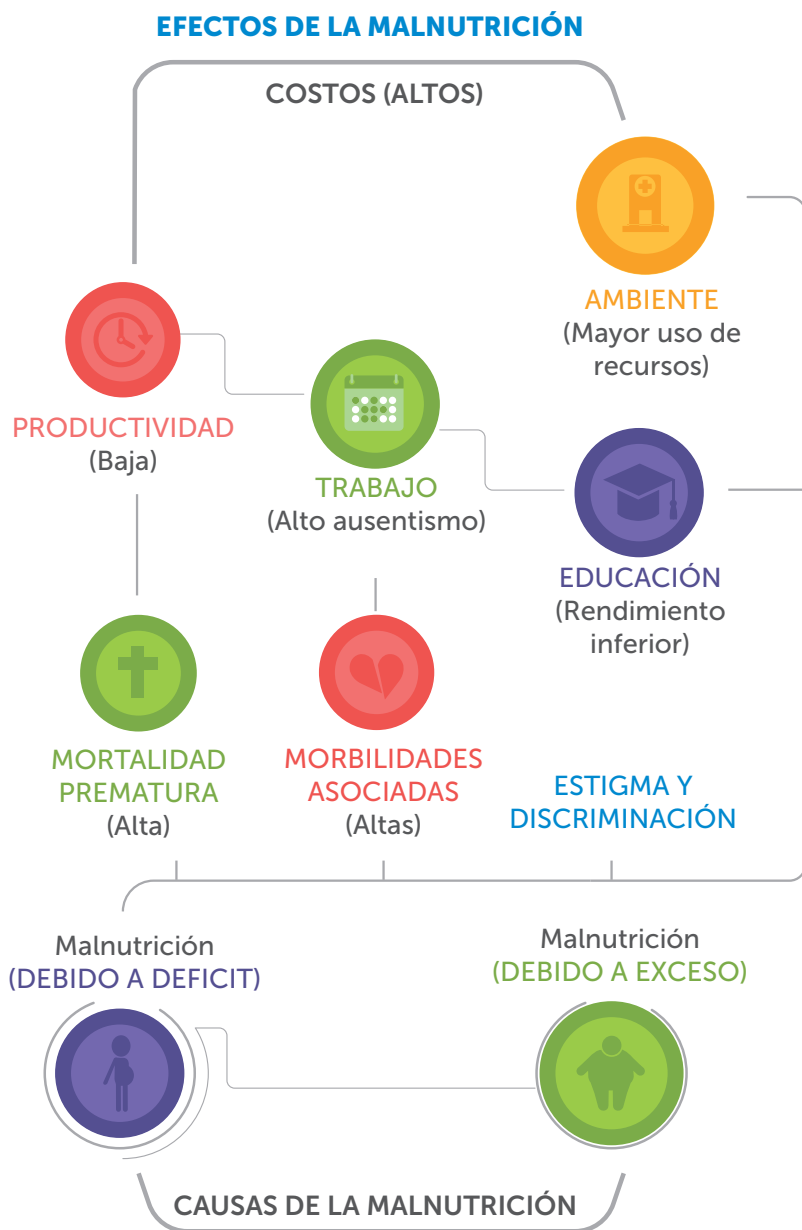 EFECTOS DE LA MALNUTRICIÓN
COSTOS (ALTOS)
AMBIENTE
(Mayor uso de
recursos)
PRODUCTIVIDAD
(Baja)
TRABAJO
(Alto ausentismo)
EDUCACIÓN
(Rendimiento
inferior)
MORTALIDAD
PREMATURA
(Alta)
MORBILIDADES
ASOCIADAS
(Altas)
ESTIGMA Y
DISCRIMINACIÓN
Malnutrición
(DEBIDO A DEFICIT)
Malnutrición
(DEBIDO A EXCESO)
CAUSAS DE LA MALNUTRICIÓN